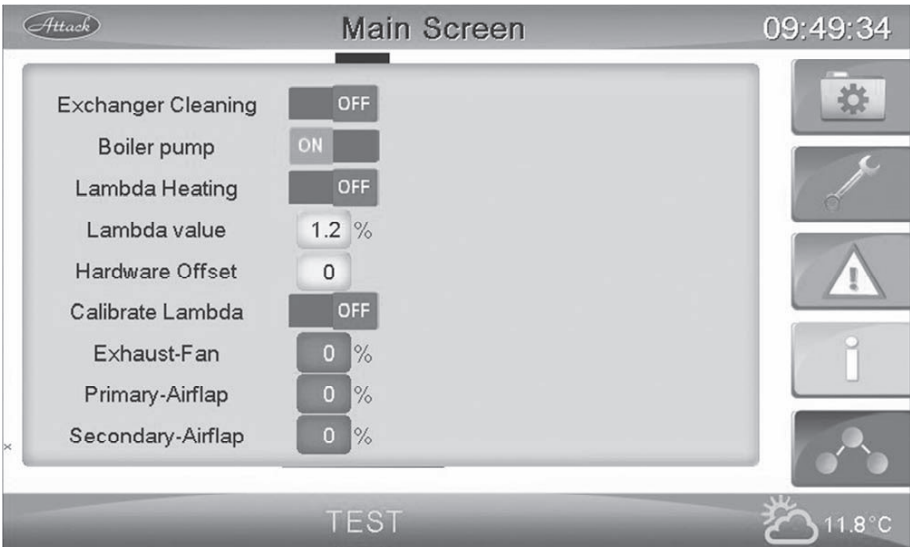 Attack Main Screen 09:49:34
Exchanger Cleaning OFF
Boiler pump ON
Lambda Heating OFF
Lambda value 1.2 %
Hardware Offset 0
Calibrate Lambda OFF
Exhaust-Fan 0 %
Primary-Airflap 0 %
Secondary-Airflap 0 %
TEST 11.8°C